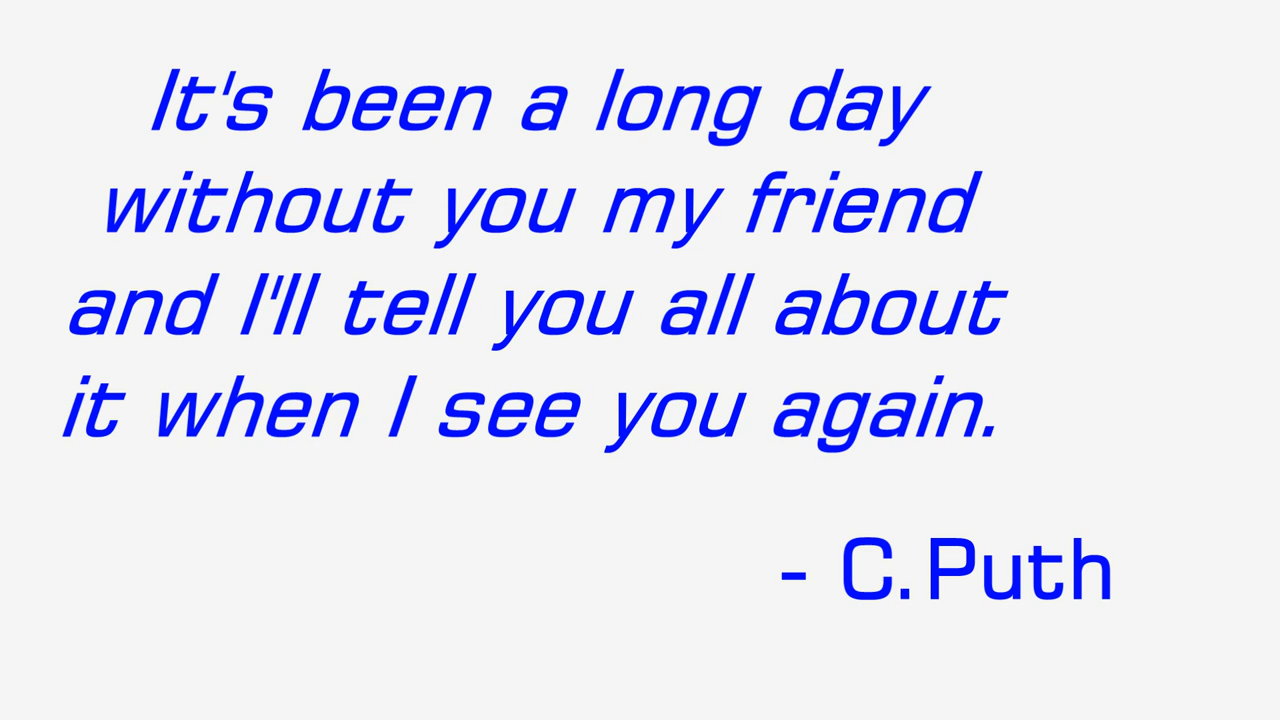 It's been a long day
without you my friend
and I'll tell you all about
it when I see you again.
- C.Puth